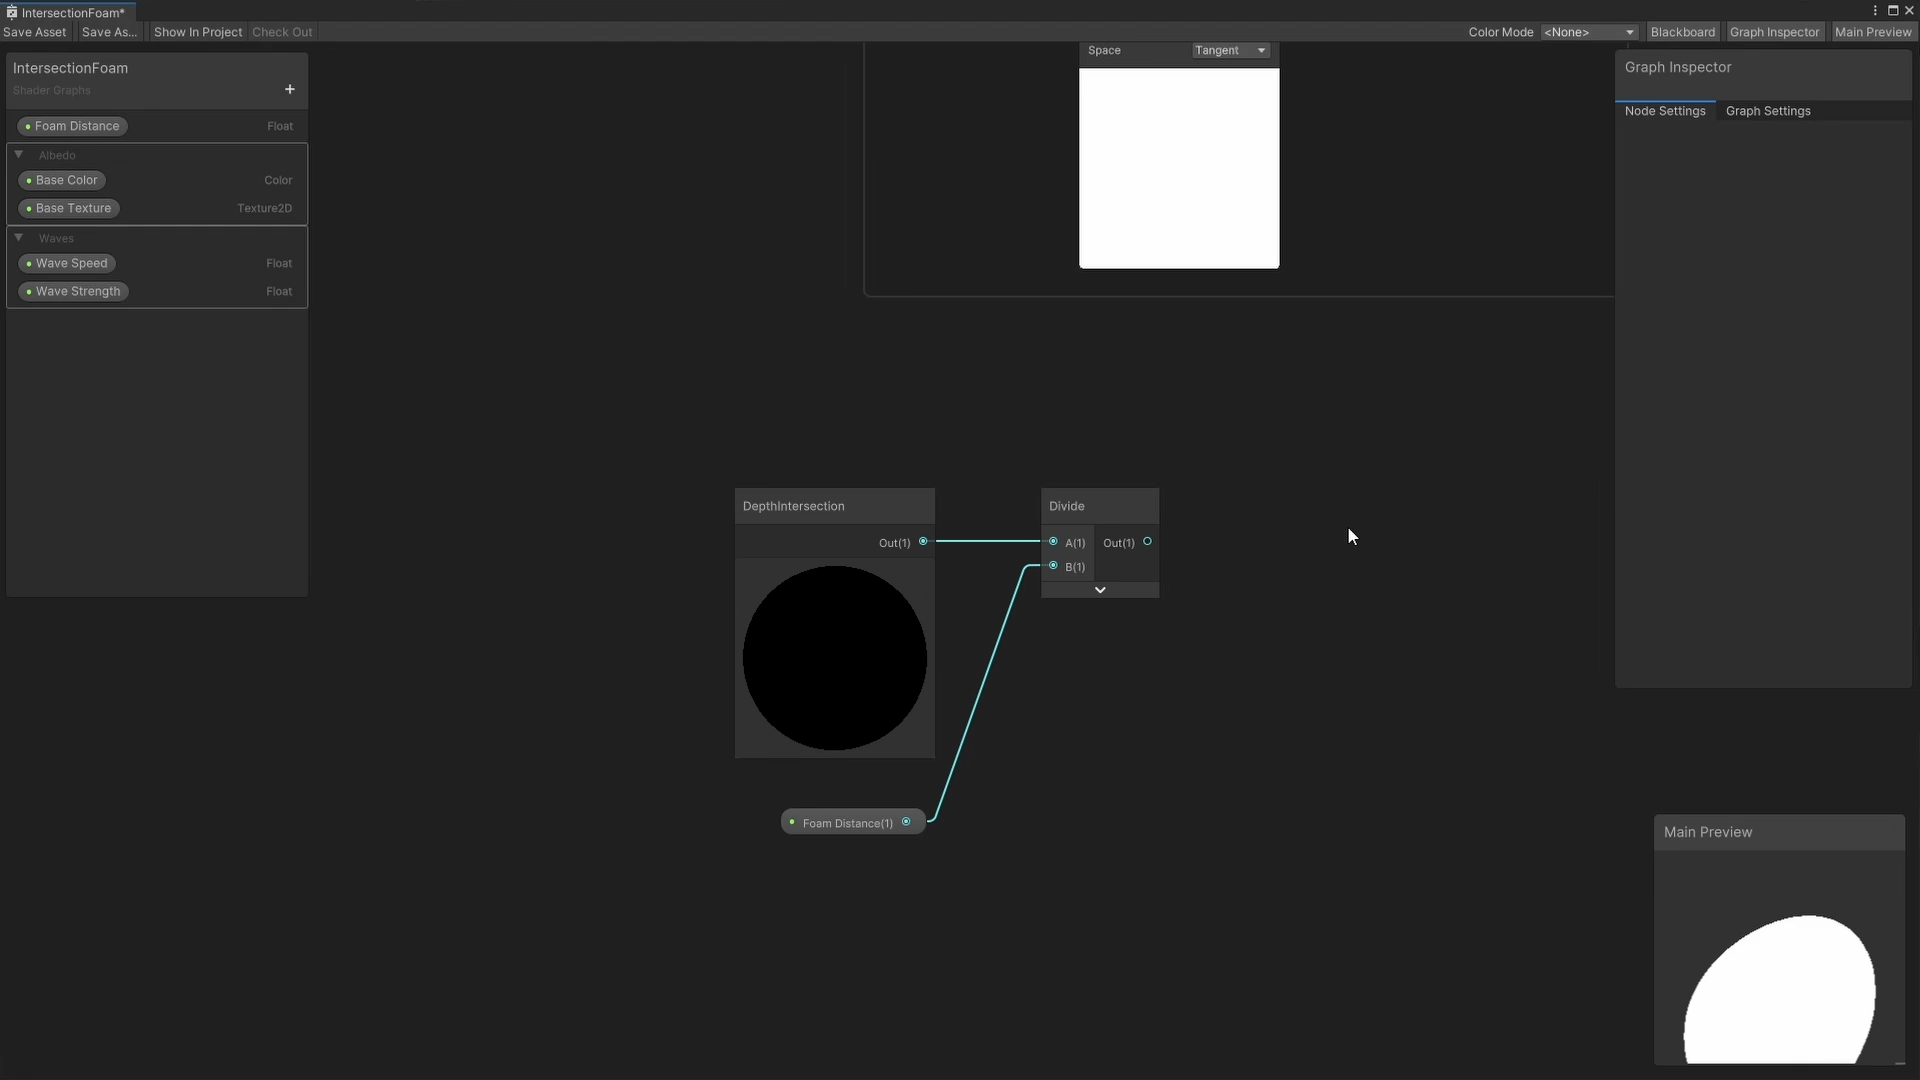 IntersectionFoam*
Save Asset Save As... Show In Project Check Out Color Mode <None> Blackboard Graph Inspector Main Preview
IntersectionFoam
Shader Graphs
+
Foam Distance Float
Albedo
Base Color Color
Base Texture Texture2D
Waves
Wave Speed Float
Wave Strength Float
Space Tangent
DepthIntersection
Out(1)
Divide
A(1) Out(1)
B(1)
Foam Distance(1)
Graph Inspector
Node Settings Graph Settings
Main Preview